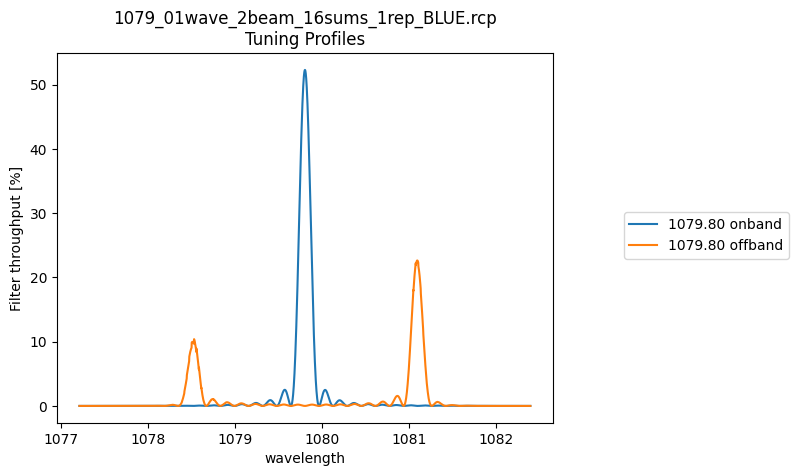 1079_01wave_2beam_16sums_1rep_BLUE.rcp
Tuning Profiles
Filter throughput [%]
50
40
30
20
10
0
1077 1078 1079 1080 1081 1082
wavelength
1079.80 onband
1079.80 offband